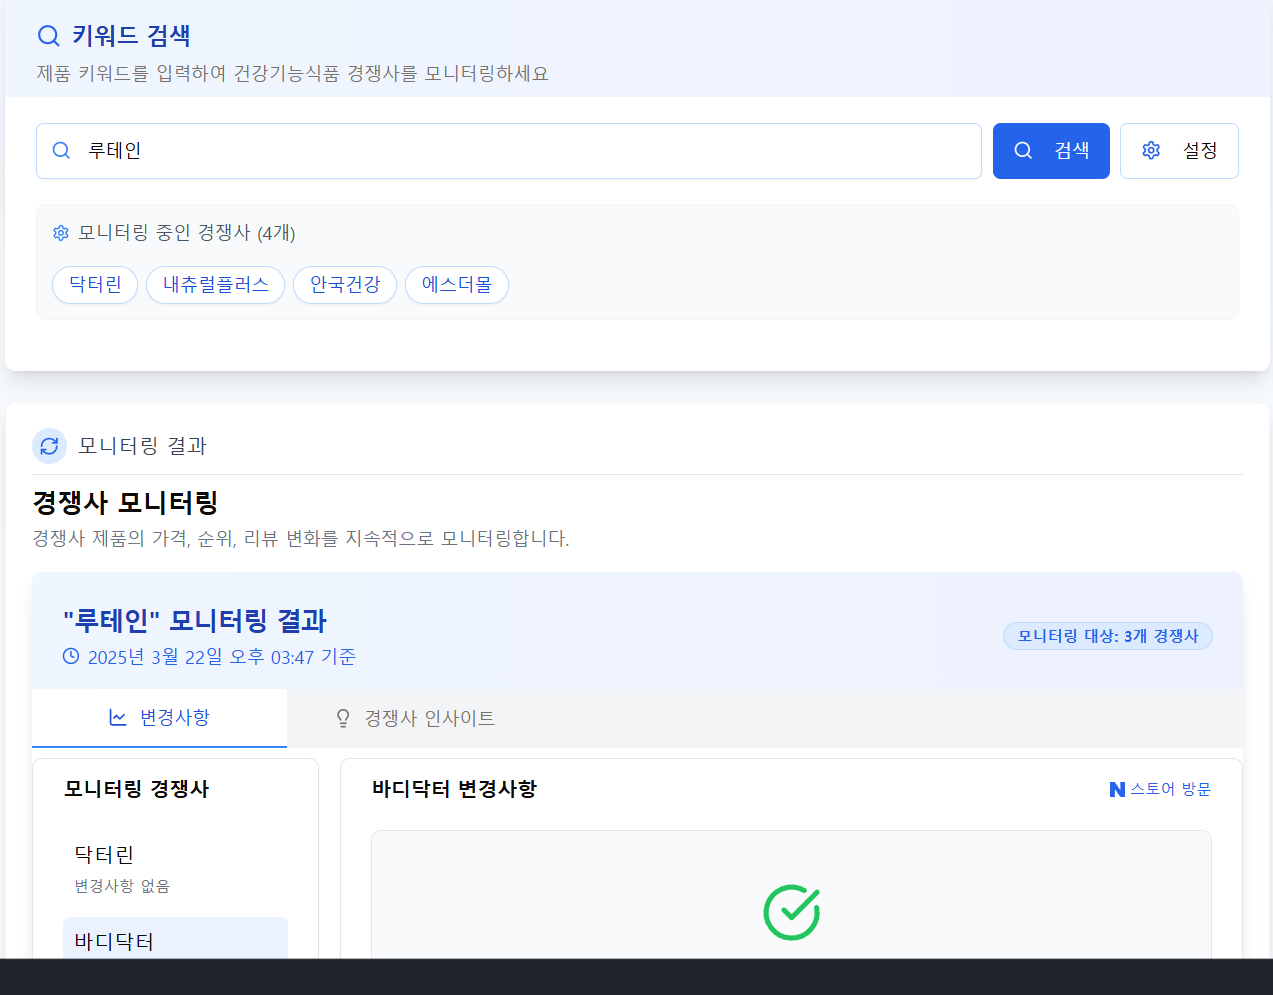 키워드 검색
제품 키워드를 입력하여 건강기능식품 경쟁사를 모니터링하세요
루테인
검색
설정
모니터링 중인 경쟁사 (4개)
닥터린
내츄럴플러스
안국건강
에스더몰
모니터링 결과
경쟁사 모니터링
경쟁사 제품의 가격, 순위, 리뷰 변화를 지속적으로 모니터링합니다.
"루테인" 모니터링 결과
2025년 3월 22일 오후 03:47 기준
모니터링 대상: 3개 경쟁사
변경사항
경쟁사 인사이트
모니터링 경쟁사
닥터린
변경사항 없음
바디닥터
바디닥터 변경사항
N 스토어 방문